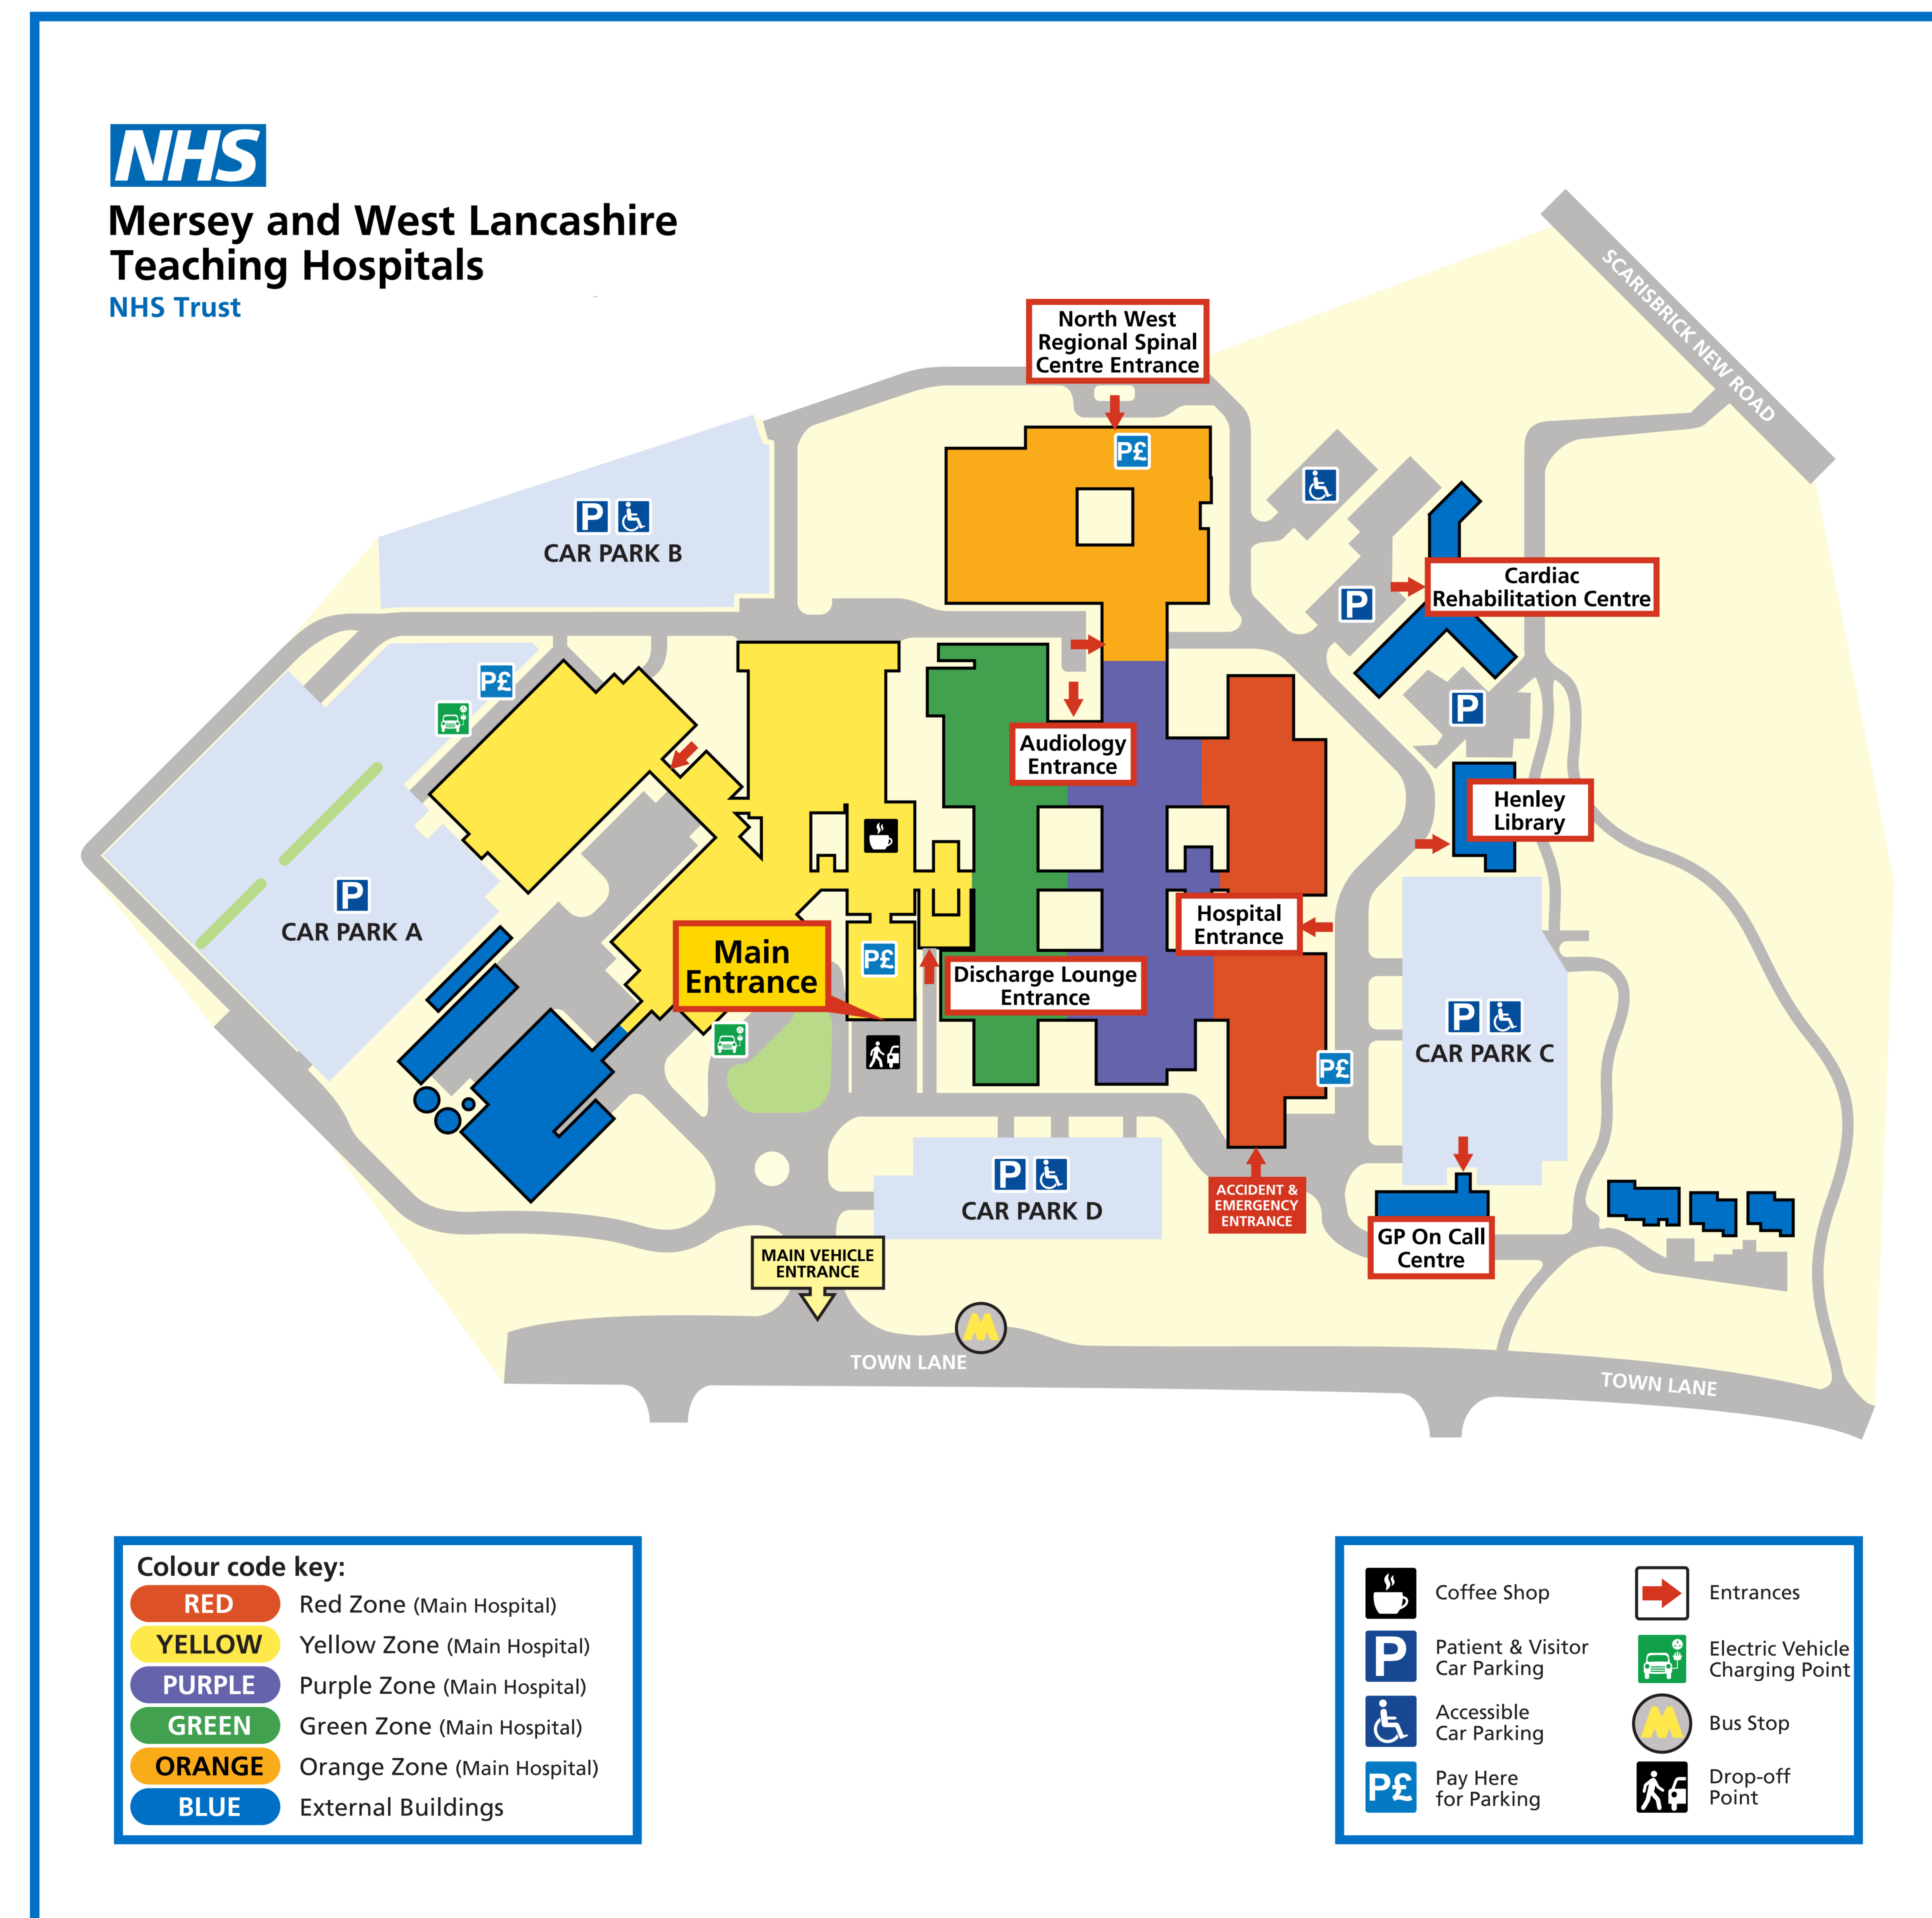 NHS
Mersey and West Lancashire
Teaching Hospitals
NHS Trust
SCARISBRICK NEW ROAD
North West
Regional Spinal
Centre Entrance
P£
P
CAR PARK B
Cardiac
Rehabilitation Centre
P
P£
P
Audiology
Entrance
Henley
Library
P
CAR PARK A
Hospital
Entrance
Main
Entrance
P£
Discharge Lounge
Entrance
P
CAR PARK C
P£
P
CAR PARK D
ACCIDENT &
EMERGENCY
ENTRANCE
GP On Call
Centre
MAIN VEHICLE
ENTRANCE
M
TOWN LANE
TOWN LANE
Colour code key:
RED Red Zone (Main Hospital)
YELLOW Yellow Zone (Main Hospital)
PURPLE Purple Zone (Main Hospital)
GREEN Green Zone (Main Hospital)
ORANGE Orange Zone (Main Hospital)
BLUE External Buildings
Coffee Shop
P Patient & Visitor
Car Parking
Accessible
Car Parking
P£ Pay Here
for Parking
Entrances
Electric Vehicle
Charging Point
M Bus Stop
Drop-off
Point